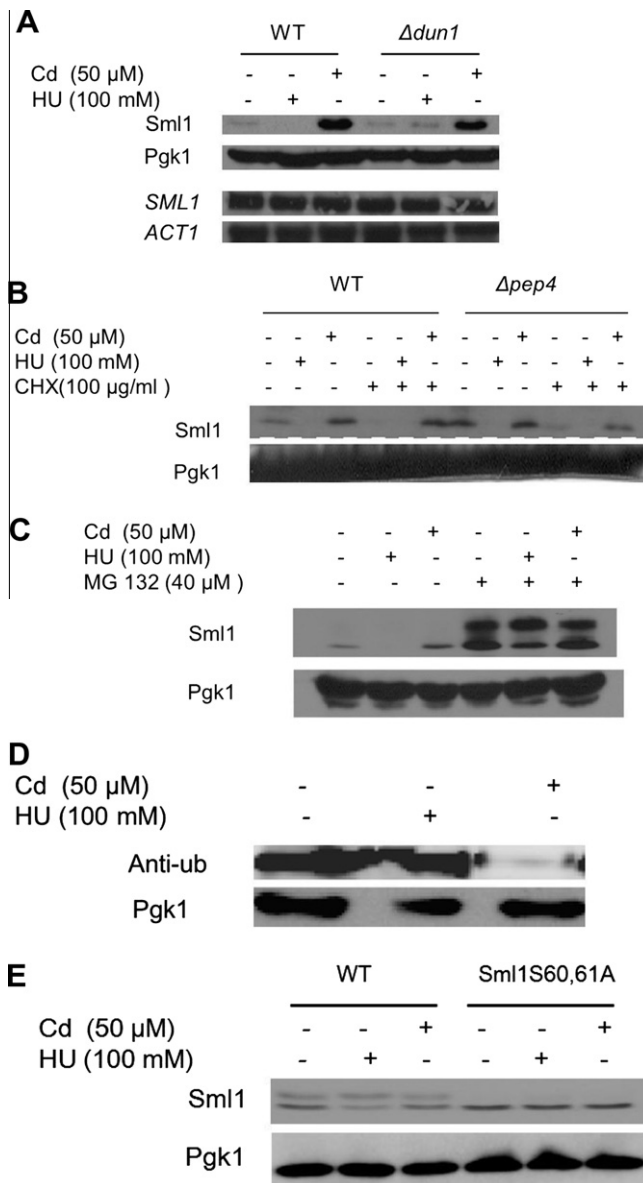 A
WT Δdun1
Cd (50 µM) - - + - - +
HU (100 mM) - + - - + -
Sml1
Pgk1
SML1
ACT1
B
WT Δpep4
Cd (50 µM) - - + - - + - - + - - +
HU (100 mM) - + - - + - - + - - + -
CHX(100 µg/ml ) - - - + + + - - - + + +
Sml1
Pgk1
C
Cd (50 µM) - - + - - +
HU (100 mM) - + - - + -
MG 132 (40 µM ) - - - + + +
Sml1
Pgk1
D
Cd (50 µM) - - +
HU (100 mM) - + -
Anti-ub
Pgk1
E
WT Sml1S60,61A
Cd (50 µM) - - + - - +
HU (100 mM) - + - - + -
Sml1
Pgk1